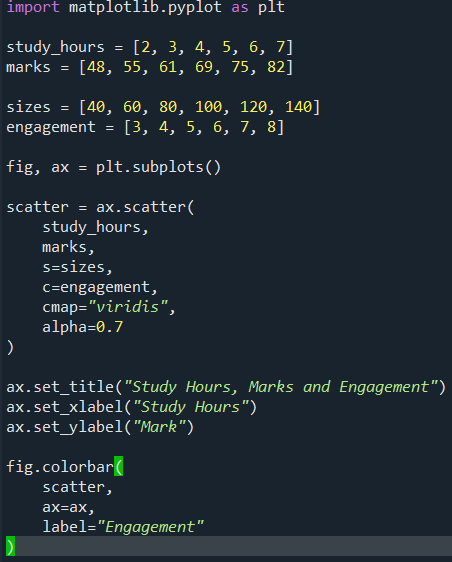 import matplotlib.pyplot as plt

study_hours = [2, 3, 4, 5, 6, 7]
marks = [48, 55, 61, 69, 75, 82]

sizes = [40, 60, 80, 100, 120, 140]
engagement = [3, 4, 5, 6, 7, 8]

fig, ax = plt.subplots()

scatter = ax.scatter(
    study_hours,
    marks,
    s=sizes,
    c=engagement,
    cmap="viridis",
    alpha=0.7
)

ax.set_title("Study Hours, Marks and Engagement")
ax.set_xlabel("Study Hours")
ax.set_ylabel("Mark")

fig.colorbar(
    scatter,
    ax=ax,
    label="Engagement"
)